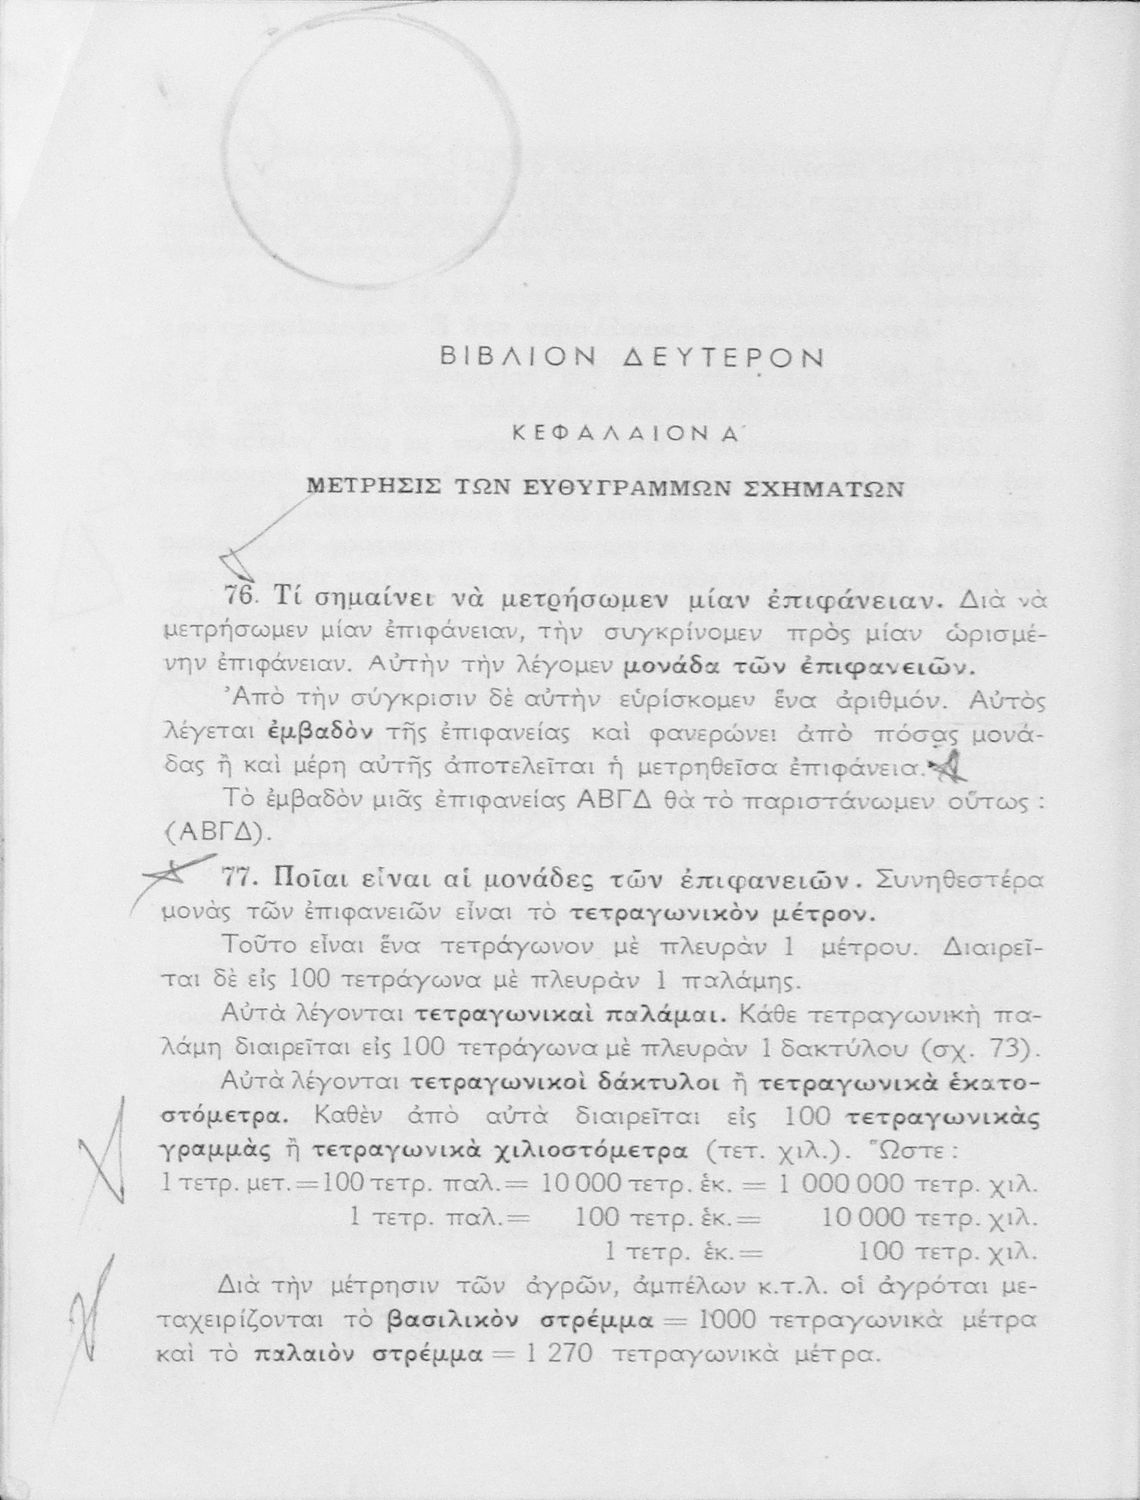 ΒΙΒΛΙΟΝ ΔΕΥΤΕΡΟΝ
ΚΕΦΑΛΑΙΟΝ Α΄
ΜΕΤΡΗΣΙΣ ΤΩΝ ΕΥΘΥΓΡΑΜΜΩΝ ΣΧΗΜΑΤΩΝ
76. Τί σημαίνει νὰ μετρήσωμεν μίαν ἐπιφάνειαν. Διὰ νὰ
μετρήσωμεν μίαν ἐπιφάνειαν, τὴν συγκρίνομεν πρὸς μίαν ὡρισμέ-
νην ἐπιφάνειαν. Αὐτὴν τὴν λέγομεν μονάδα τῶν ἐπιφανειῶν.
Ἀπὸ τὴν σύγκρισιν δὲ αὐτὴν εὑρίσκομεν ἕνα ἀριθμόν. Αὐτὸς
λέγεται ἐμβαδὸν τῆς ἐπιφανείας καὶ φανερώνει ἀπὸ πόσας μονά-
δας ἢ καὶ μέρη αὐτῆς ἀποτελεῖται ἡ μετρηθεῖσα ἐπιφάνεια.
Τὸ ἐμβαδὸν μιᾶς ἐπιφανείας ΑΒΓΔ θὰ τὸ παριστάνωμεν οὕτως :
(ΑΒΓΔ).
77. Ποῖαι εἶναι αἱ μονάδες τῶν ἐπιφανειῶν. Συνηθεστέρα
μονὰς τῶν ἐπιφανειῶν εἶναι τὸ τετραγωνικὸν μέτρον.
Τοῦτο εἶναι ἕνα τετράγωνον μὲ πλευρὰν 1 μέτρου. Διαιρεῖ-
ται δὲ εἰς 100 τετράγωνα μὲ πλευρὰν 1 παλάμης.
Αὐτὰ λέγονται τετραγωνικαὶ παλάμαι. Κάθε τετραγωνικὴ πα-
λάμη διαιρεῖται εἰς 100 τετράγωνα μὲ πλευρὰν 1 δακτύλου (σχ. 73).
Αὐτὰ λέγονται τετραγωνικοὶ δάκτυλοι ἢ τετραγωνικὰ ἑκατο-
στόμετρα. Καθὲν ἀπὸ αὐτὰ διαιρεῖται εἰς 100 τετραγωνικὰς
γραμμὰς ἢ τετραγωνικὰ χιλιοστόμετρα (τετ. χιλ.). Ὥστε :
1 τετρ. μετ.=100 τετρ. παλ.= 10 000 τετρ. ἑκ. = 1 000 000 τετρ. χιλ.
1 τετρ. παλ.= 100 τετρ. ἑκ.= 10 000 τετρ. χιλ.
1 τετρ. ἑκ.= 100 τετρ. χιλ.
Διὰ τὴν μέτρησιν τῶν ἀγρῶν, ἀμπέλων κ.τ.λ. οἱ ἀγρόται με-
ταχειρίζονται τὸ βασιλικὸν στρέμμα = 1000 τετραγωνικὰ μέτρα
καὶ τὸ παλαιὸν στρέμμα = 1 270 τετραγωνικὰ μέτρα.